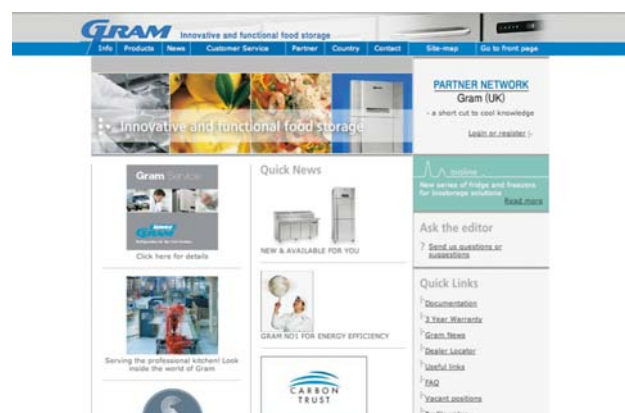 GRAM Innovative and functional food storage
Info Products News Customer Service Partner Country Contact Site-map Go to front page
Innovative and functional food storage
PARTNER NETWORK
Gram (UK)
- a short cut to cool knowledge
Login or register
Gram Service
GRAM
Click here for details
Serving the professional kitchen! Look
inside the world of Gram
Quick News
NEW & AVAILABLE FOR YOU
GRAM NO1 FOR ENERGY EFFICIENCY
CARBON
TRUST
New series of fridge and freezers
for biostorage solutions
Read more
Ask the editor
? Send us questions or
suggestions
Quick Links
Documentation
3 Year Warranty
Gram News
Dealer Locator
Useful links
FAQ
Vacant positions